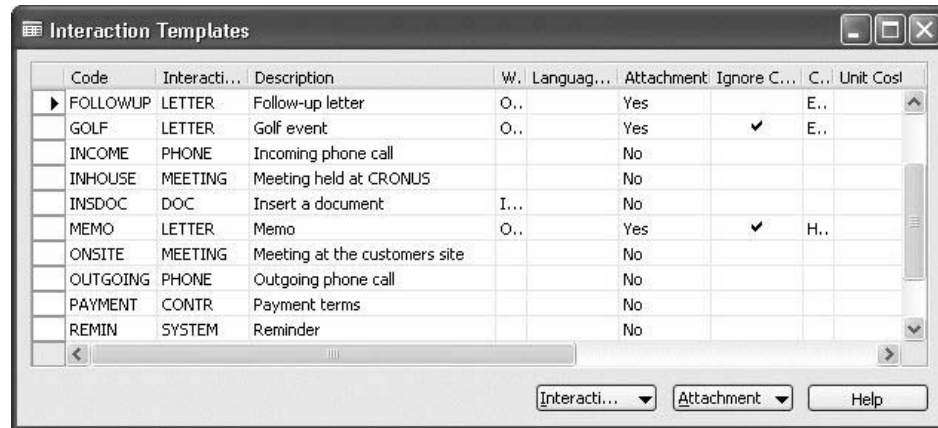 Interaction Templates
Code Interacti... Description W. Languag... Attachment Ignore C... C.. Unit Cost
FOLLOWUP LETTER Follow-up letter O.. Yes E..
GOLF LETTER Golf event O.. Yes ✔ E..
INCOME PHONE Incoming phone call No
INHOUSE MEETING Meeting held at CRONUS No
INSDOC DOC Insert a document I... No
MEMO LETTER Memo O.. Yes ✔ H..
ONSITE MEETING Meeting at the customers site No
OUTGOING PHONE Outgoing phone call No
PAYMENT CONTR Payment terms No
REMIN SYSTEM Reminder No
Interacti... Attachment Help